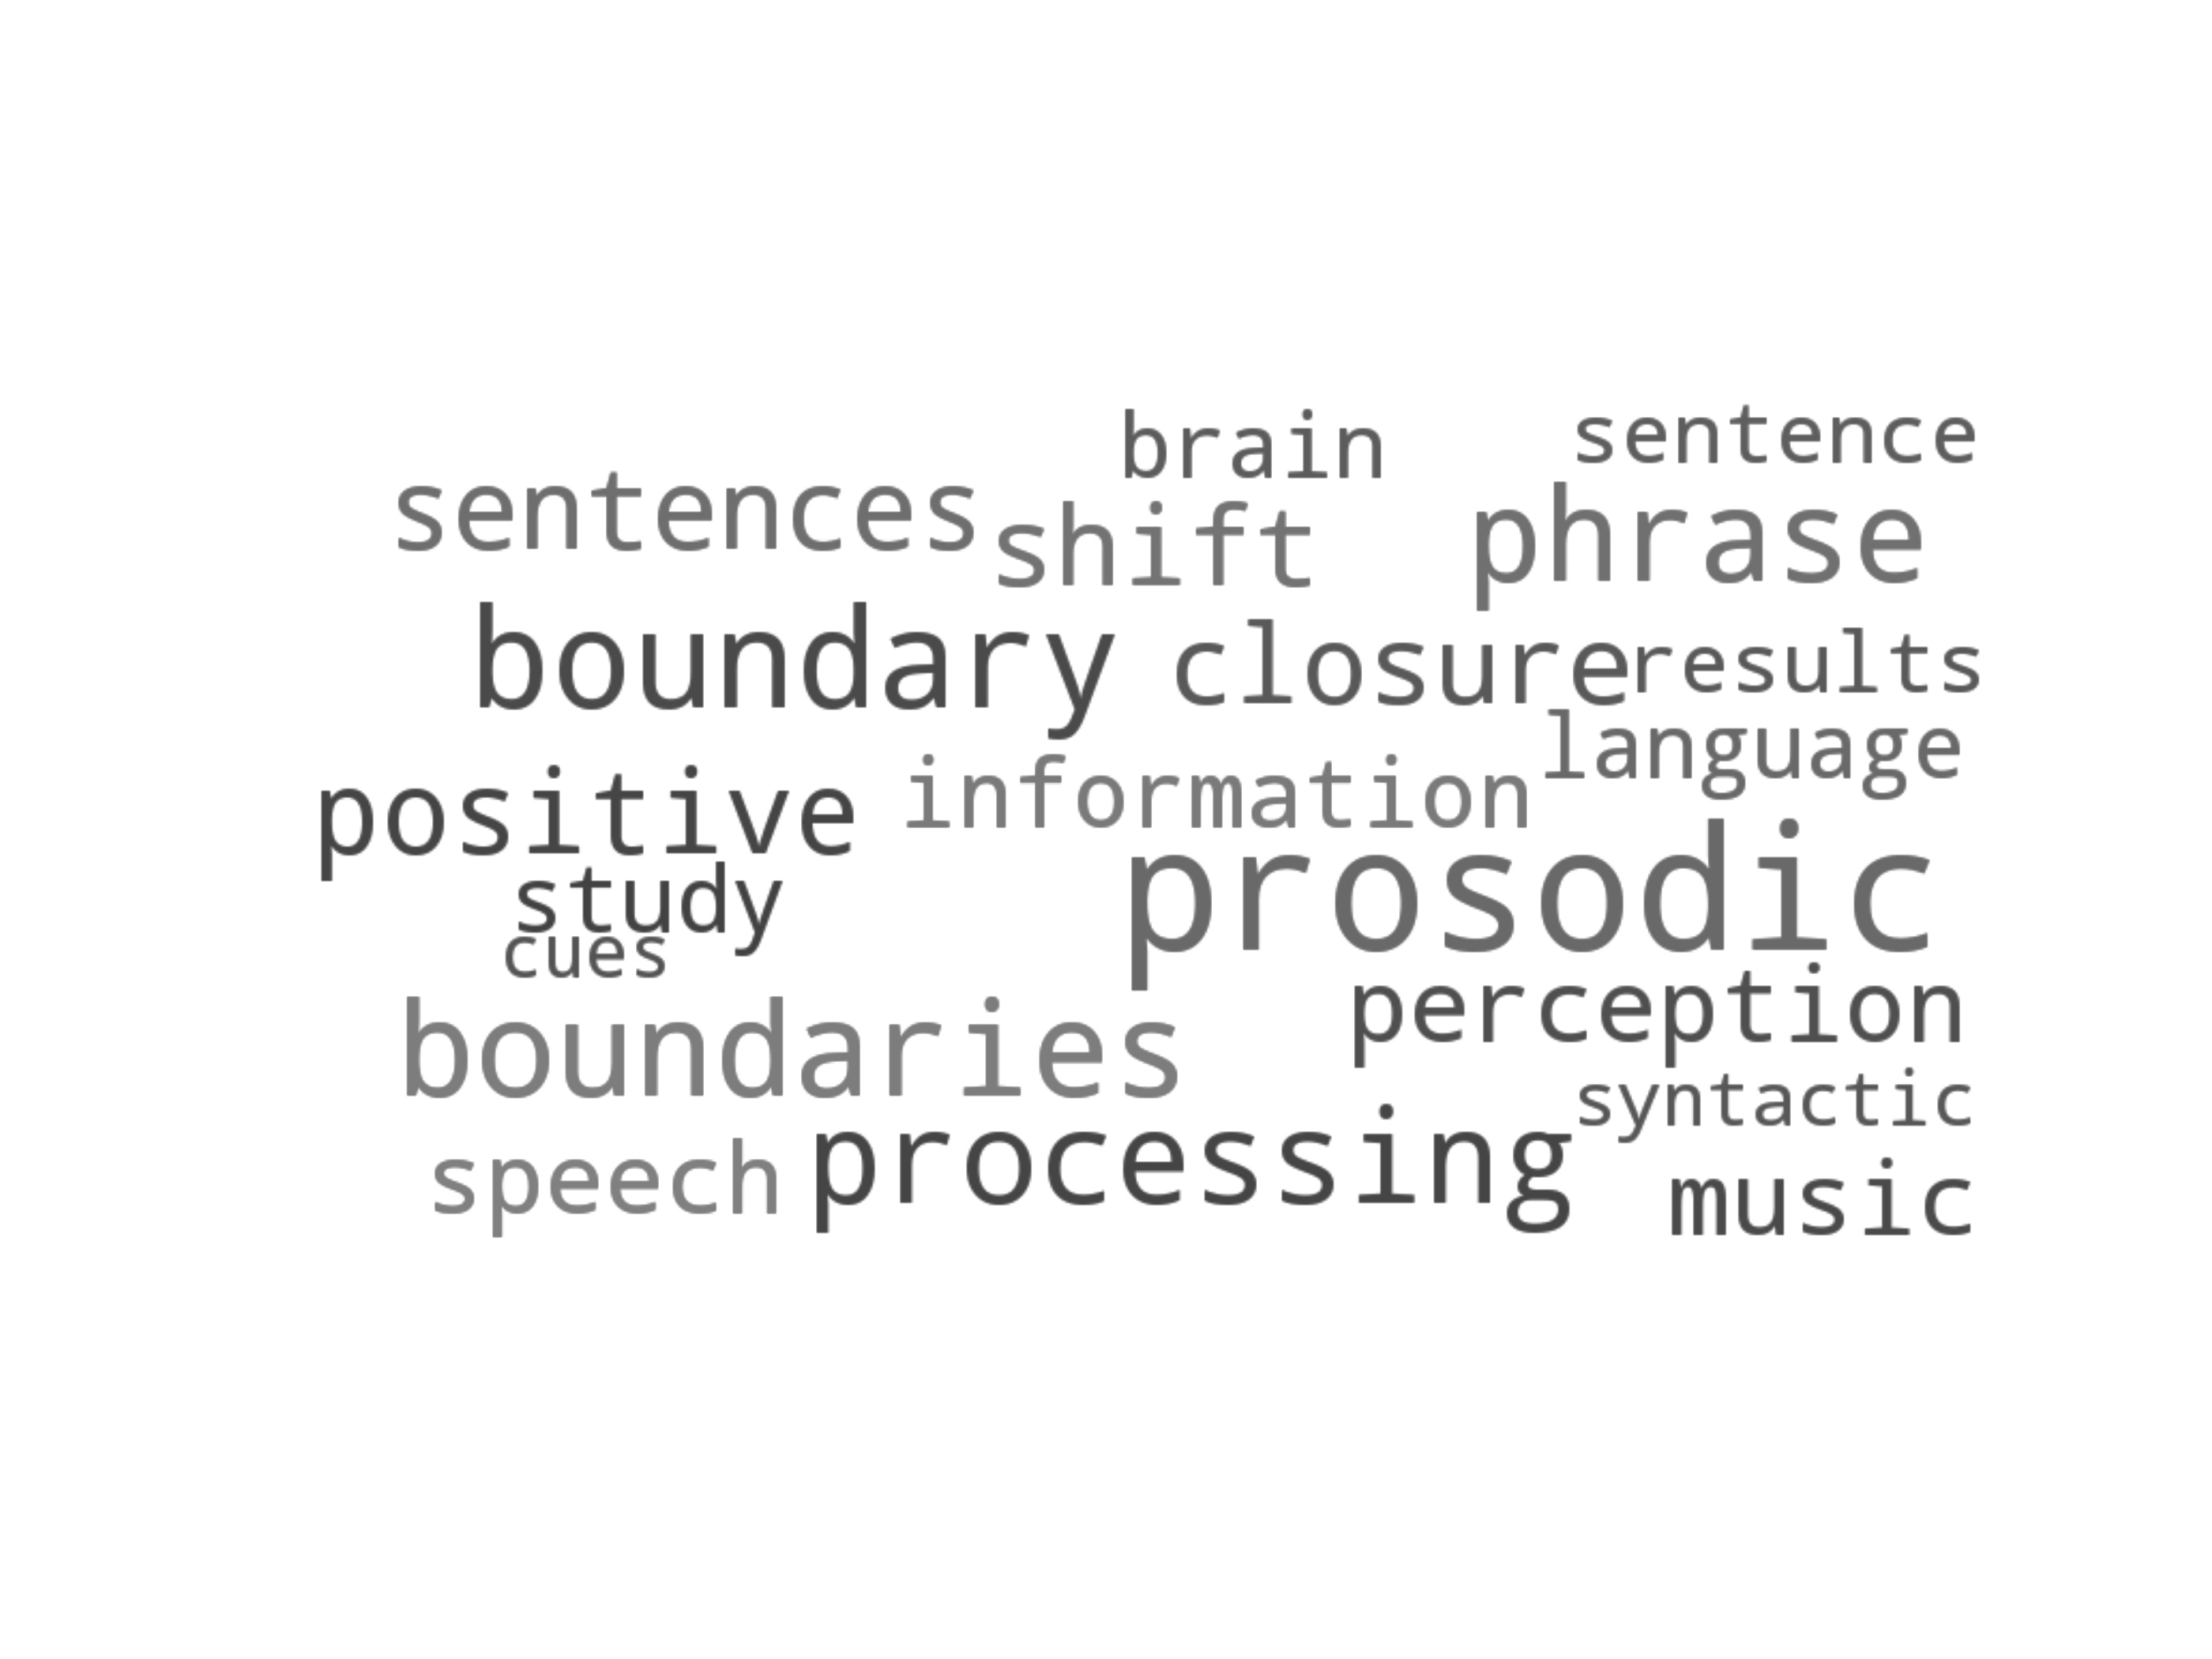 brain sentence
sentences shift phrase
boundary closure results
language
positive information
study prosodic
cues
boundaries perception
syntactic
speech processing music